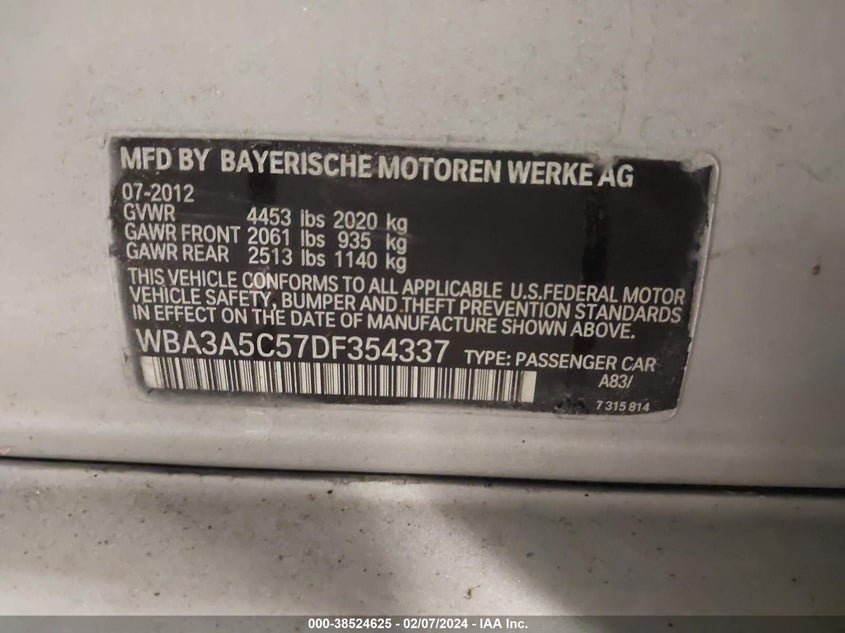 MFD BY BAYERISCHE MOTOREN WERKE AG
07-2012
GVWR 4453 lbs 2020 kg
GAWR FRONT 2061 lbs 935 kg
GAWR REAR 2513 lbs 1140 kg
THIS VEHICLE CONFORMS TO ALL APPLICABLE U.S.FEDERAL MOTOR
VEHICLE SAFETY, BUMPER AND THEFT PREVENTION STANDARDS
IN EFFECT ON THE DATE OF MANUFACTURE SHOWN ABOVE.
WBA3A5C57DF354337 TYPE: PASSENGER CAR
A83/
7 315 814
000-38524625 - 02/07/2024 - IAA Inc.